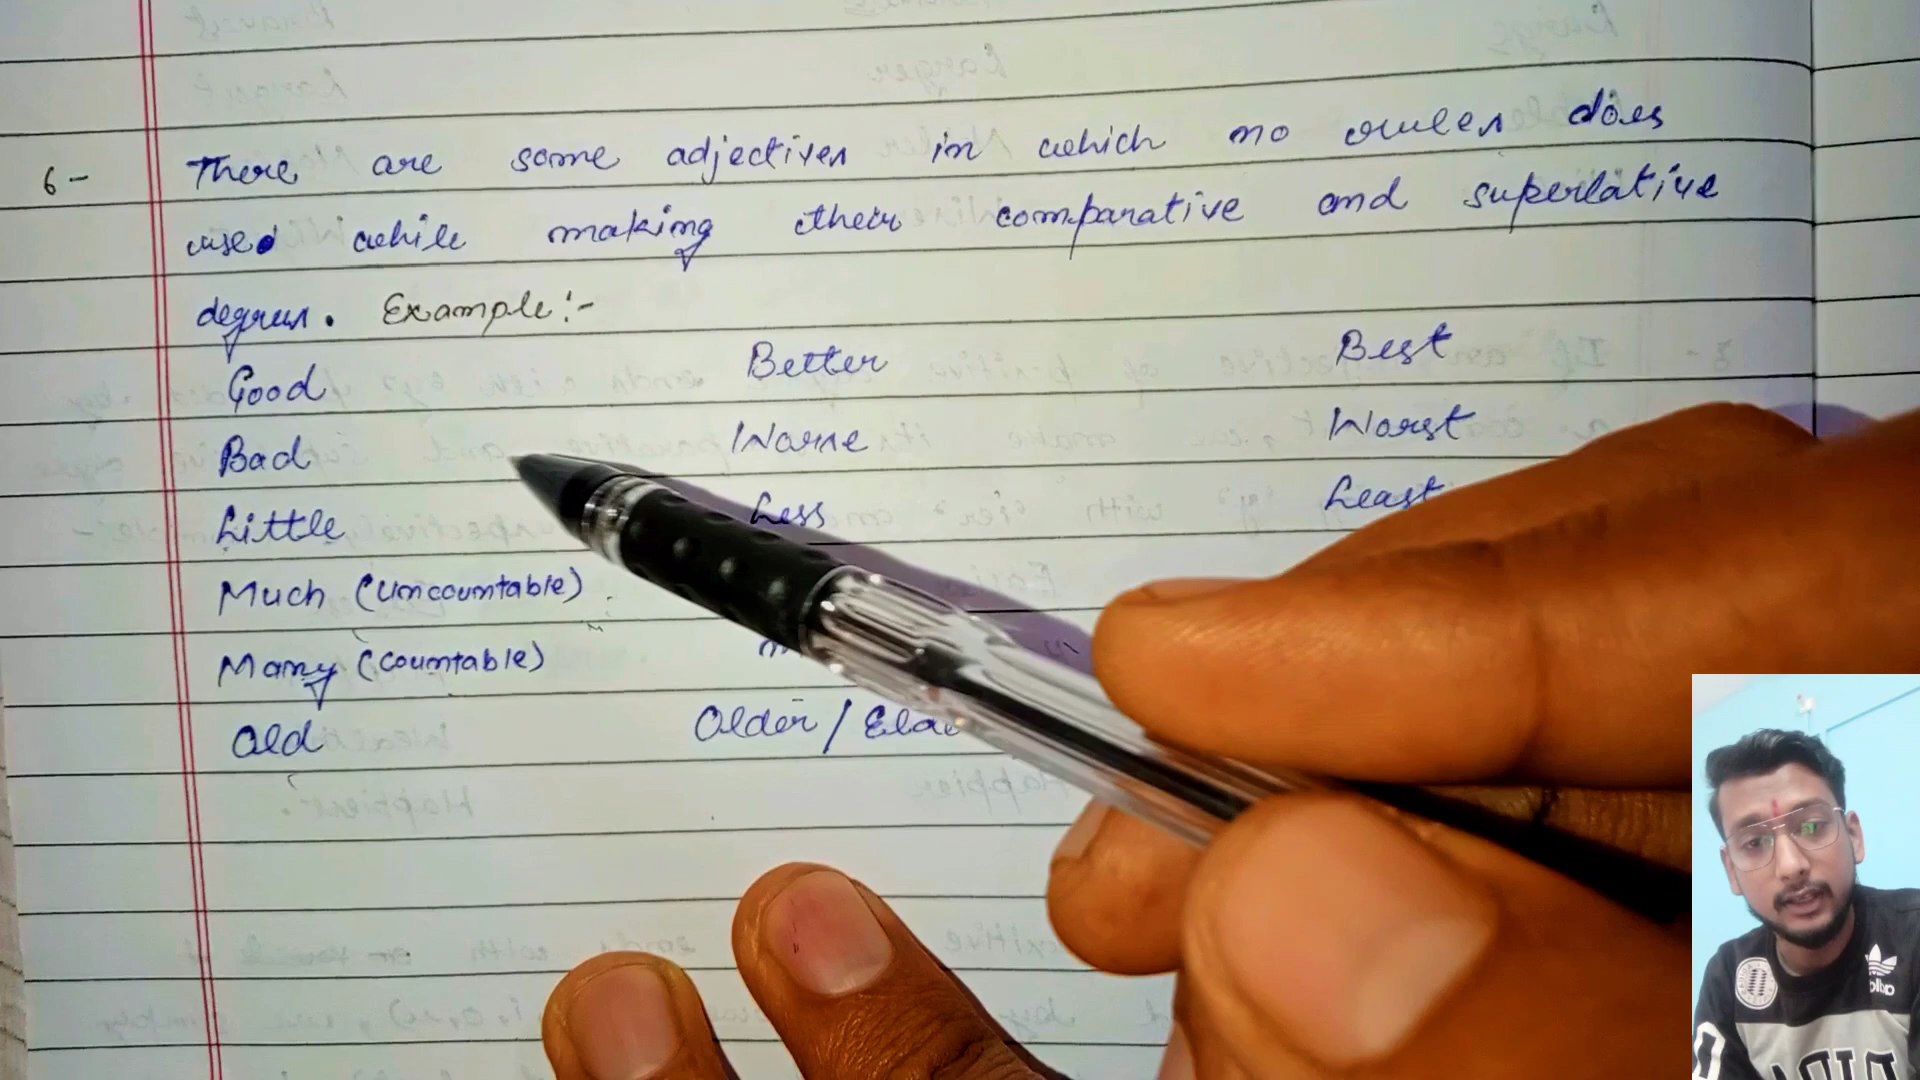 6- There are some adjectives in which no rules does
used while making their comparative and superlative
degrees. Example:-
Good Better Best
Bad Worse Worst
Little Less Least
Much (Uncountable)
Many (Countable)
Old Older /